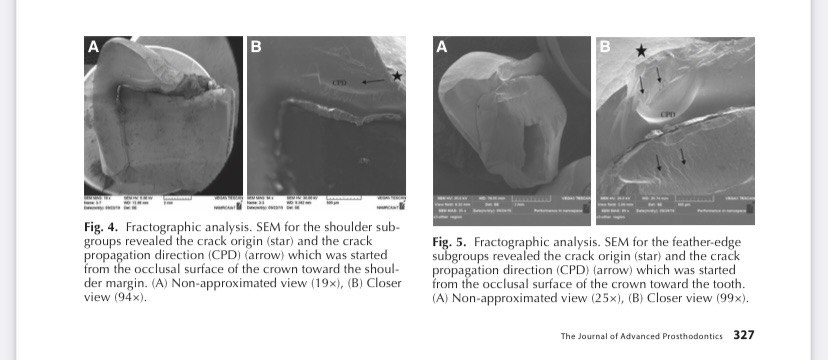 A
B
CPD
A
B
CPD
Fig. 4. Fractographic analysis. SEM for the shoulder sub-
groups revealed the crack origin (star) and the crack
propagation direction (CPD) (arrow) which was started
from the occlusal surface of the crown toward the shoul-
der margin. (A) Non-approximated view (19×), (B) Closer
view (94×).
Fig. 5. Fractographic analysis. SEM for the feather-edge
subgroups revealed the crack origin (star) and the crack
propagation direction (CPD) (arrow) which was started
from the occlusal surface of the crown toward the tooth.
(A) Non-approximated view (25×), (B) Closer view (99×).
The Journal of Advanced Prosthodontics 327